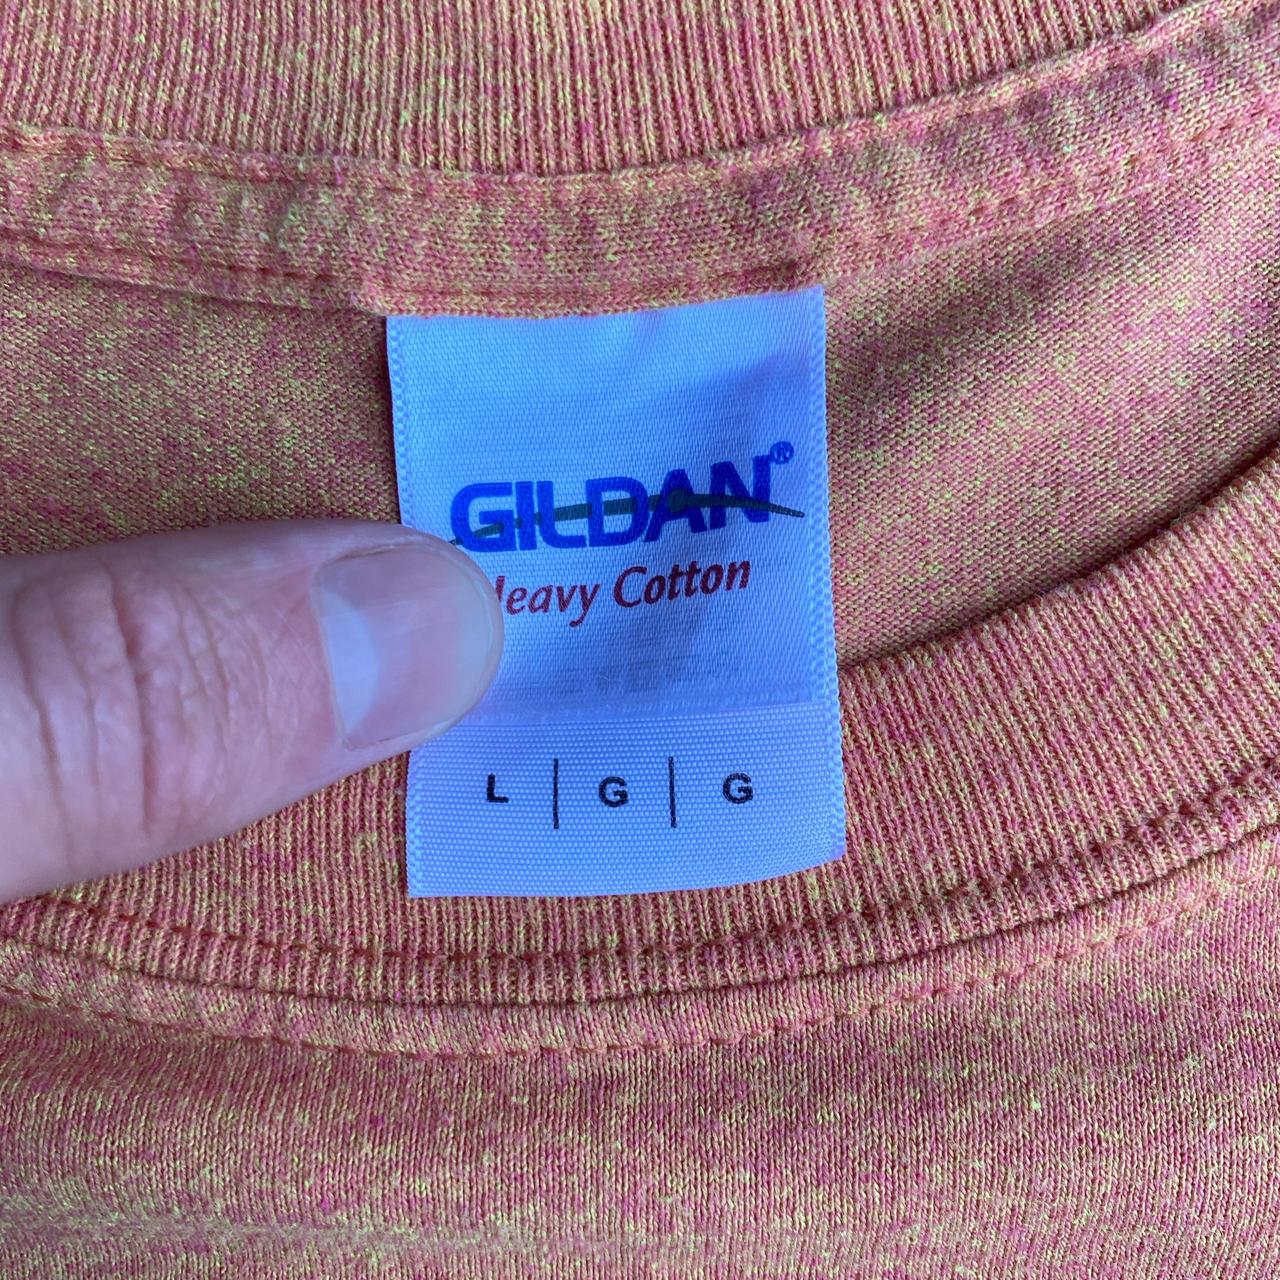 GILDAN®
Heavy Cotton
L | G | G